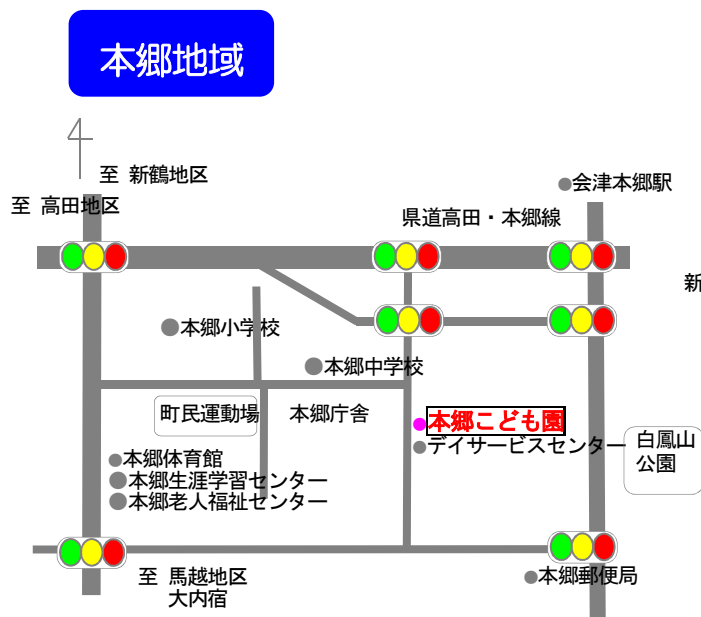 本郷地域
至 新鶴地区
会津本郷駅
至 高田地区
県道高田・本郷線
新
本郷小学校
本郷中学校
町民運動場
本郷庁舎
本郷こども園
デイサービスセンター
白鳳山
公園
本郷体育館
本郷生涯学習センター
本郷老人福祉センター
至 馬越地区
大内宿
本郷郵便局